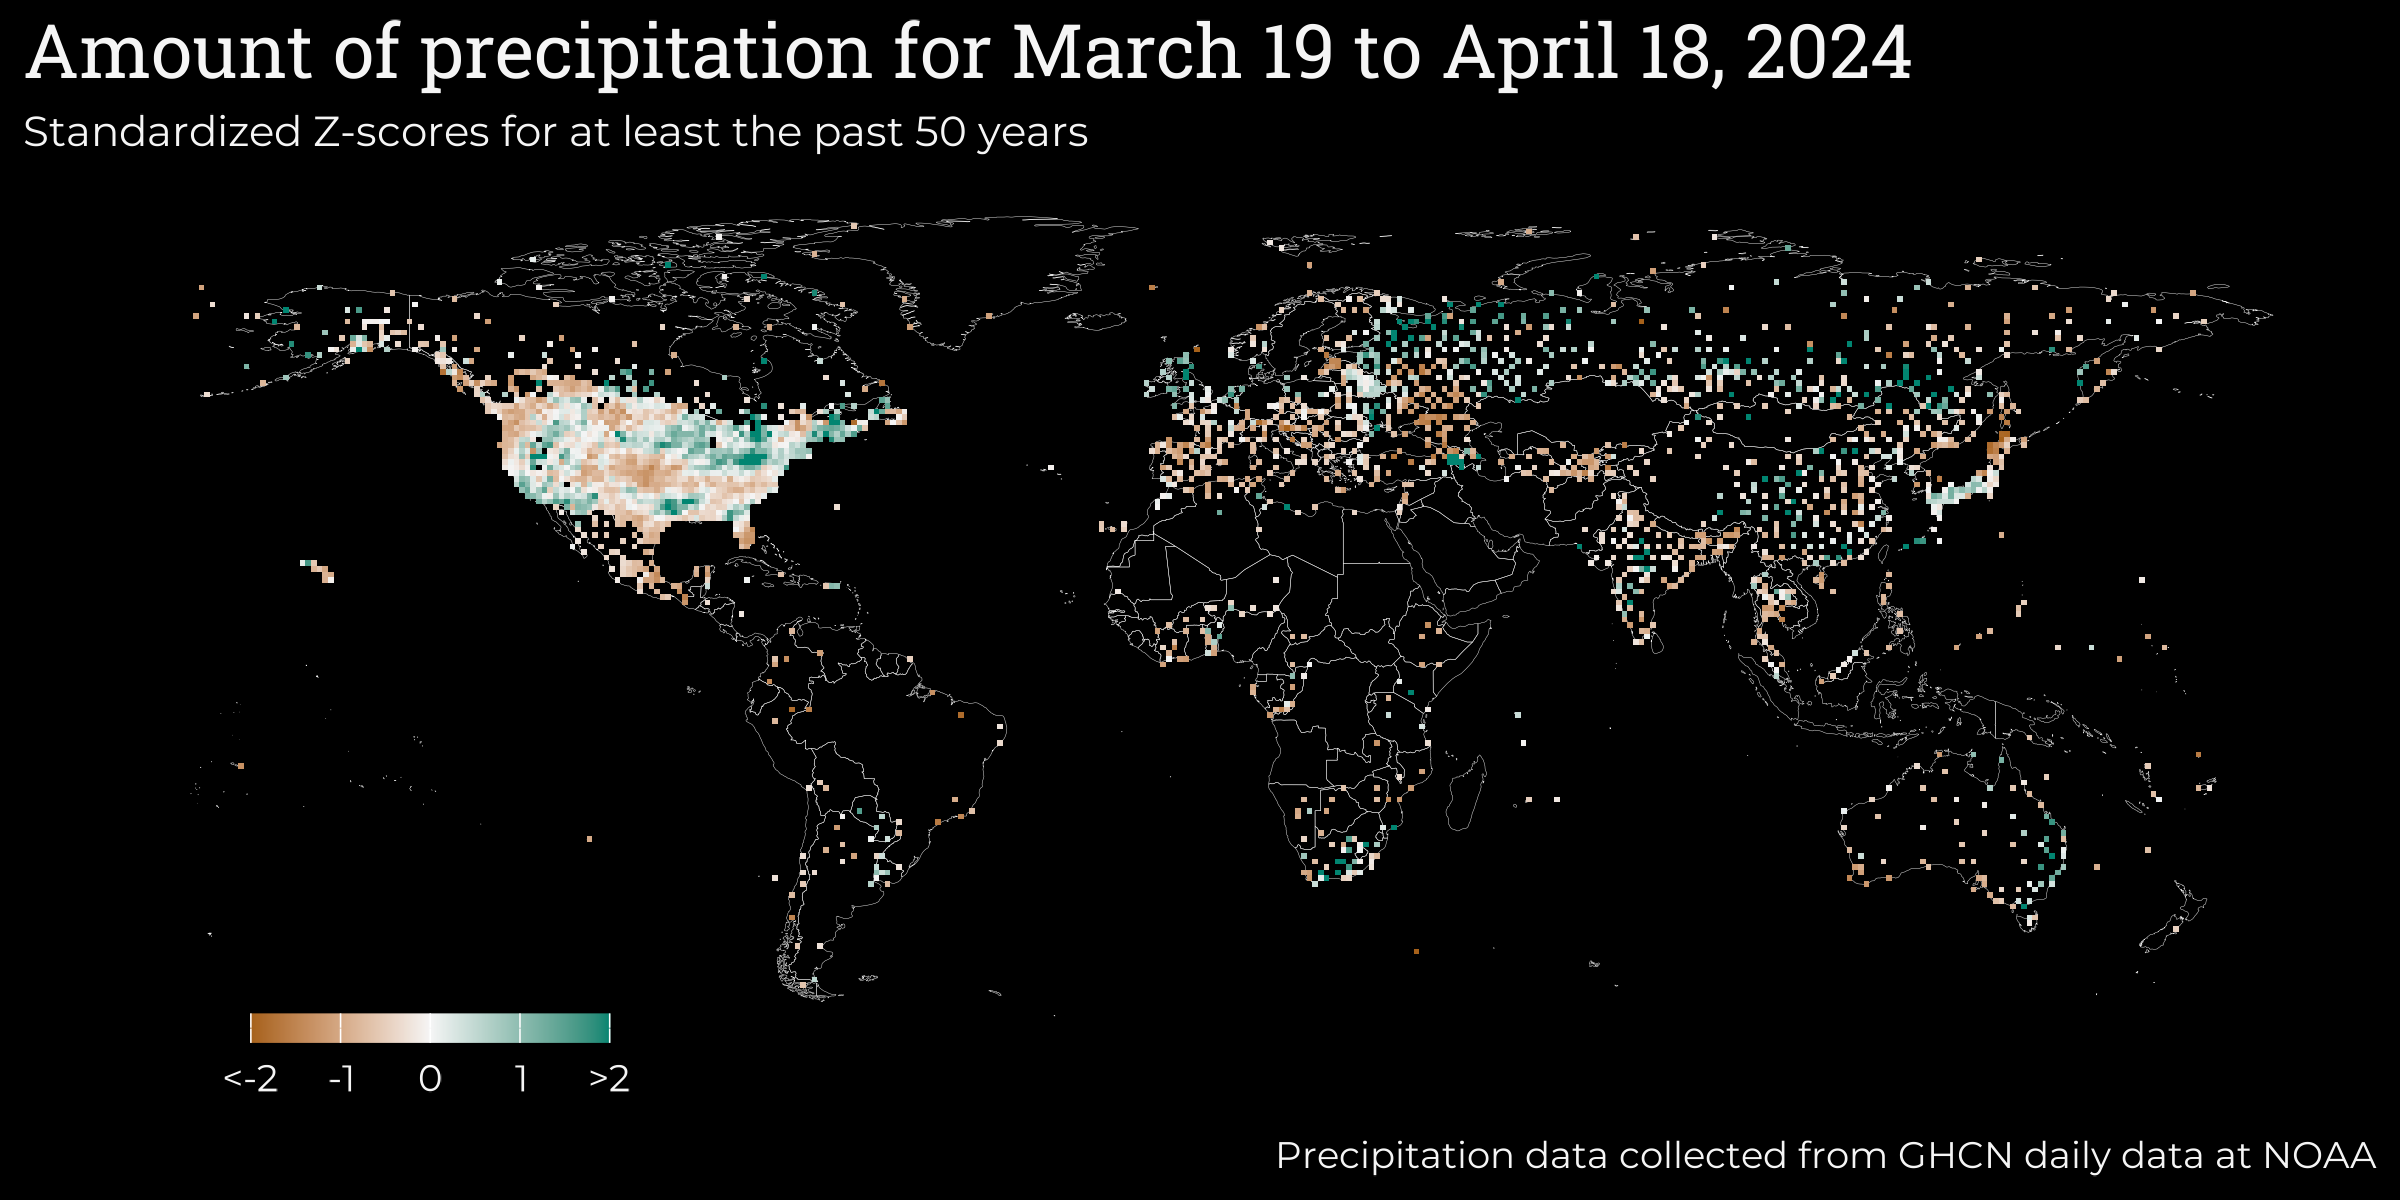 Amount of precipitation for March 19 to April 18, 2024
Standardized Z-scores for at least the past 50 years
<-2 -1 0 1 >2
Precipitation data collected from GHCN daily data at NOAA